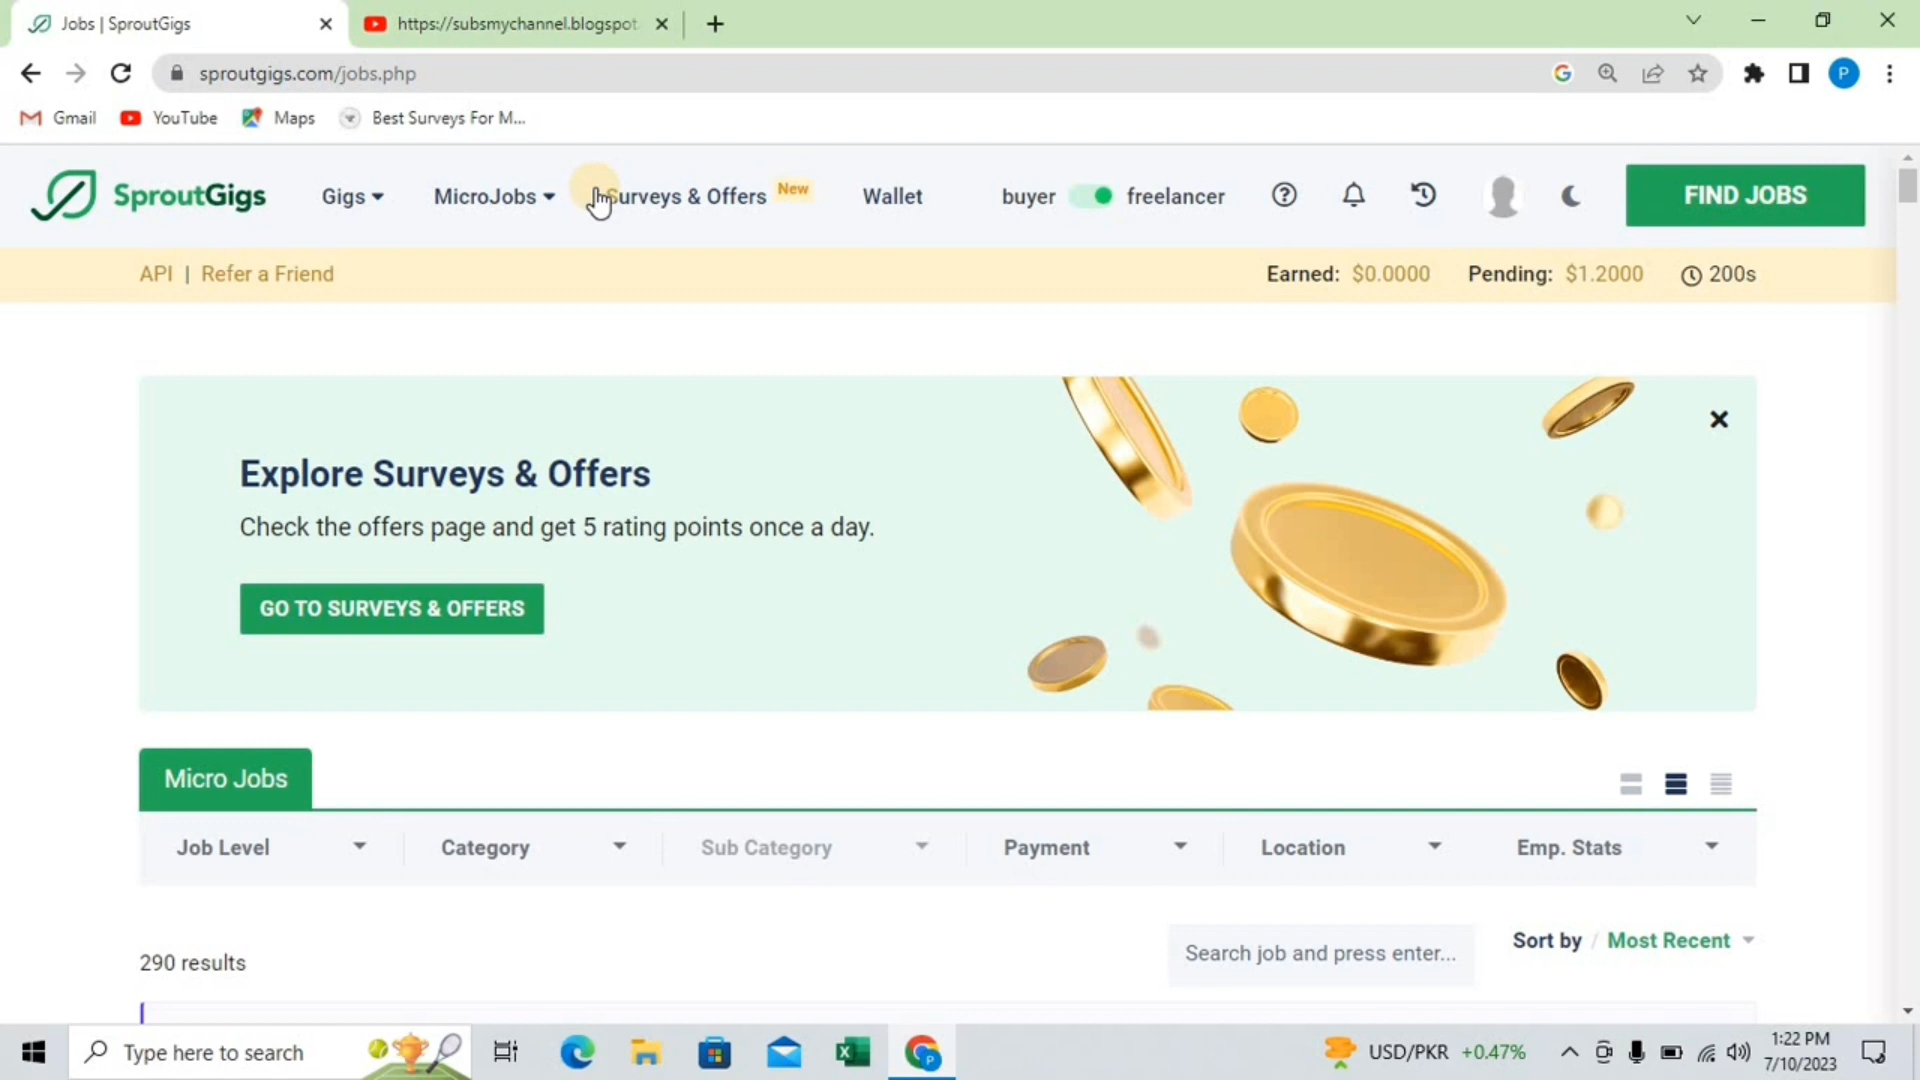 Jobs | SproutGigs
https://subsmychannel.blogspot.
sproutgigs.com/jobs.php
P
Gmail
YouTube
Maps
Best Surveys For M...
SproutGigs
Gigs
MicroJobs
Surveys & Offers New
Wallet
buyer
freelancer
FIND JOBS
API | Refer a Friend
Earned: $0.0000
Pending: $1.2000
200s
Explore Surveys & Offers
Check the offers page and get 5 rating points once a day.
GO TO SURVEYS & OFFERS
Micro Jobs
Job Level
Category
Sub Category
Payment
Location
Emp. Stats
290 results
Search job and press enter...
Sort by / Most Recent
Type here to search
P
USD/PKR +0.47%
1:22 PM
7/10/2023